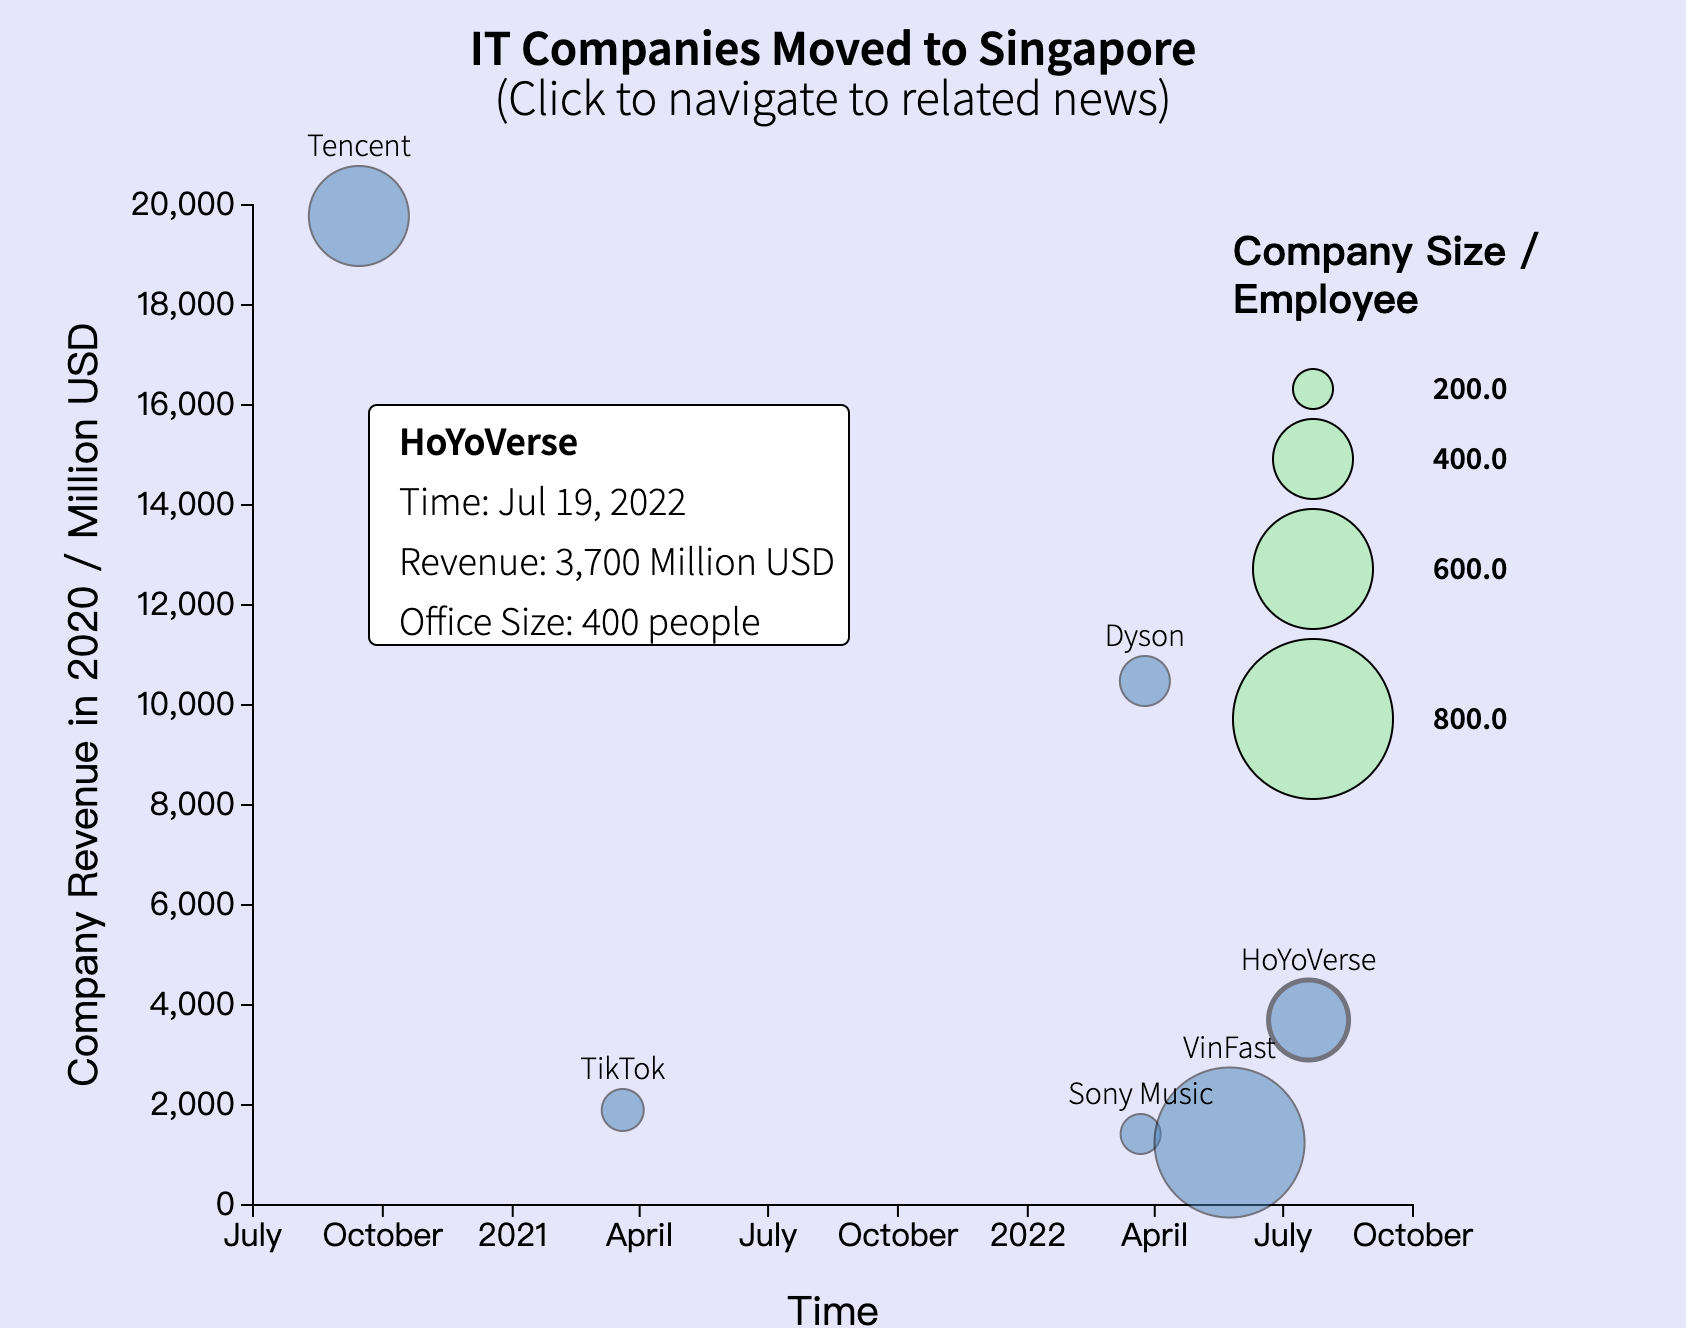 IT Companies Moved to Singapore
(Click to navigate to related news)
Tencent
20,000
18,000
16,000
14,000
12,000
10,000
8,000
6,000
4,000
2,000
0
Company Revenue in 2020 / Million USD
HoYoVerse
Time: Jul 19, 2022
Revenue: 3,700 Million USD
Office Size: 400 people
Company Size /
Employee
200.0
400.0
600.0
800.0
Dyson
HoYoVerse
VinFast
Sony Music
TikTok
July October 2021 April July October 2022 April July October
Time